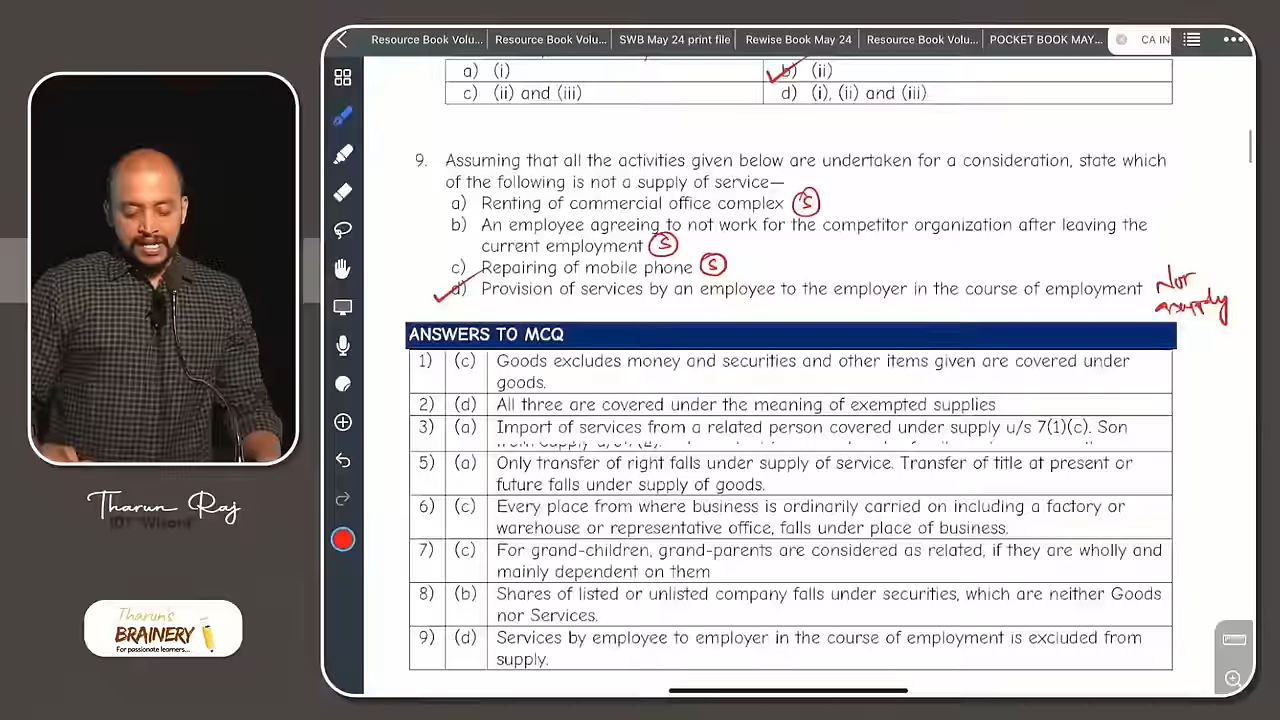 Resource Book Volu... Resource Book Volu... SWB May 24 print file Rewise Book May 24 Resource Book Volu... POCKET BOOK MAY... CA IN
a) (i) b) (ii)
c) (ii) and (iii) d) (i), (ii) and (iii)
9. Assuming that all the activities given below are undertaken for a consideration, state which
of the following is not a supply of service—
a) Renting of commercial office complex S
b) An employee agreeing to not work for the competitor organization after leaving the
current employment S
c) Repairing of mobile phone S
d) Provision of services by an employee to the employer in the course of employment
Not
a supply
ANSWERS TO MCQ
1) (c) Goods excludes money and securities and other items given are covered under
goods.
2) (d) All three are covered under the meaning of exempted supplies
3) (a) Import of services from a related person covered under supply u/s 7(1)(c). Son
5) (a) Only transfer of right falls under supply of service. Transfer of title at present or
future falls under supply of goods.
6) (c) Every place from where business is ordinarily carried on including a factory or
warehouse or representative office, falls under place of business.
7) (c) For grand-children, grand-parents are considered as related, if they are wholly and
mainly dependent on them
8) (b) Shares of listed or unlisted company falls under securities, which are neither Goods
nor Services.
9) (d) Services by employee to employer in the course of employment is excluded from
supply.
Tharun Raj
IDT "Wizard"
Tharun's
BRAINERY
For passionate learners...